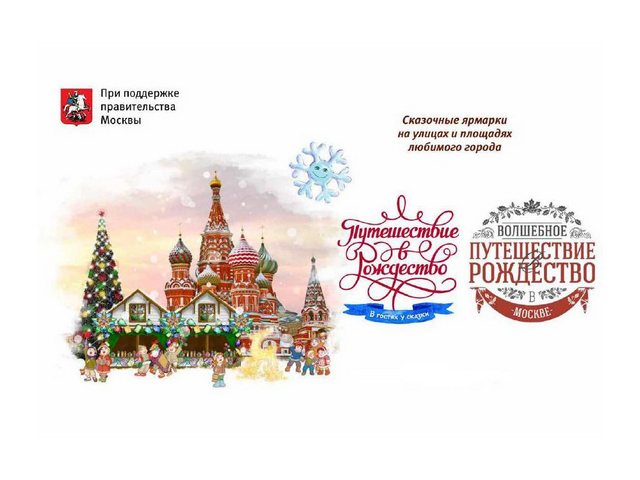 При поддержке
правительства
Москвы
Сказочные ярмарки
на улицах и площадях
любимого города
Путешествие
в
Рождество
В гостях у сказки
ВОЛШЕБНОЕ
ПУТЕШЕСТВИЕ
В
РОЖДЕСТВО
В
·МОСКВЕ·